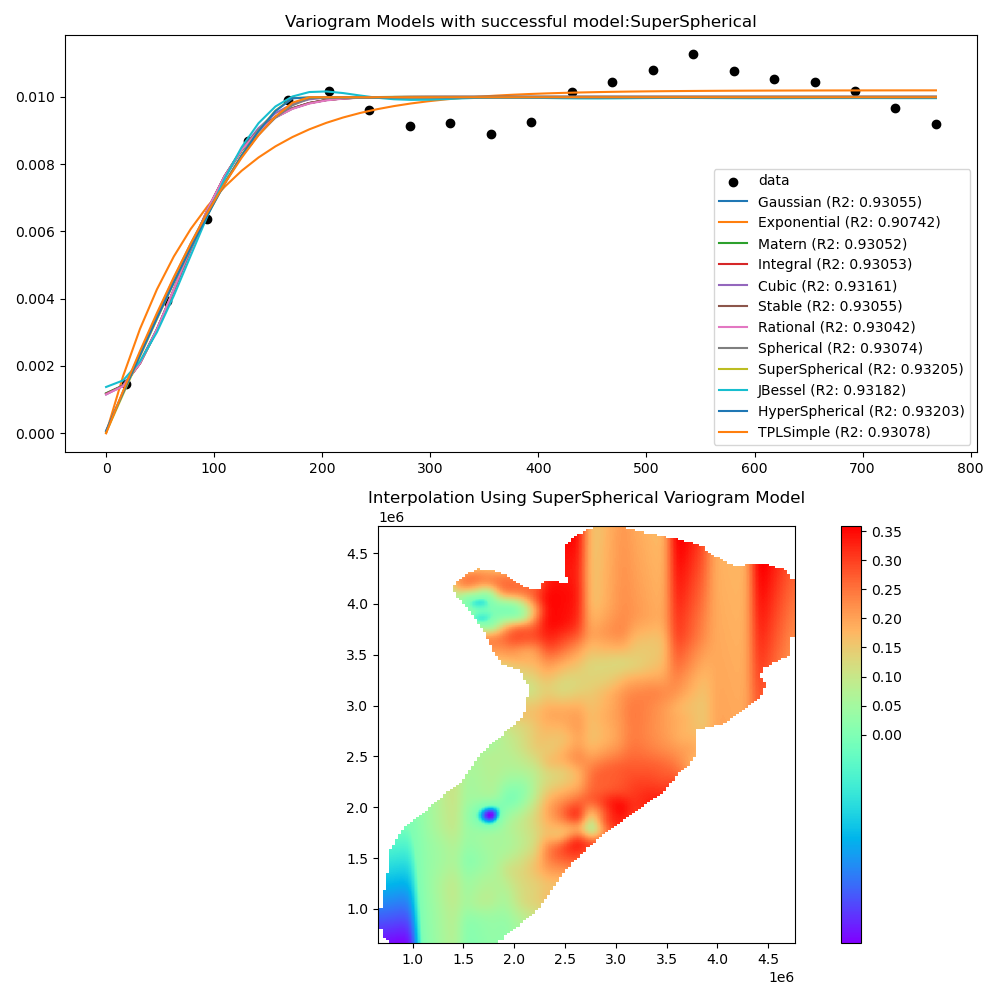 Variogram Models with successful model:SuperSpherical
0.010
0.008
0.006
0.004
0.002
0.000
0 100 200 300 400 500 600 700 800
data
Gaussian (R2: 0.93055)
Exponential (R2: 0.90742)
Matern (R2: 0.93052)
Integral (R2: 0.93053)
Cubic (R2: 0.93161)
Stable (R2: 0.93055)
Rational (R2: 0.93042)
Spherical (R2: 0.93074)
SuperSpherical (R2: 0.93205)
JBessel (R2: 0.93182)
HyperSpherical (R2: 0.93203)
TPLSimple (R2: 0.93078)
Interpolation Using SuperSpherical Variogram Model
1e6
4.5
4.0
3.5
3.0
2.5
2.0
1.5
1.0
1.0 1.5 2.0 2.5 3.0 3.5 4.0 4.5
1e6
0.35
0.30
0.25
0.20
0.15
0.10
0.05
0.00